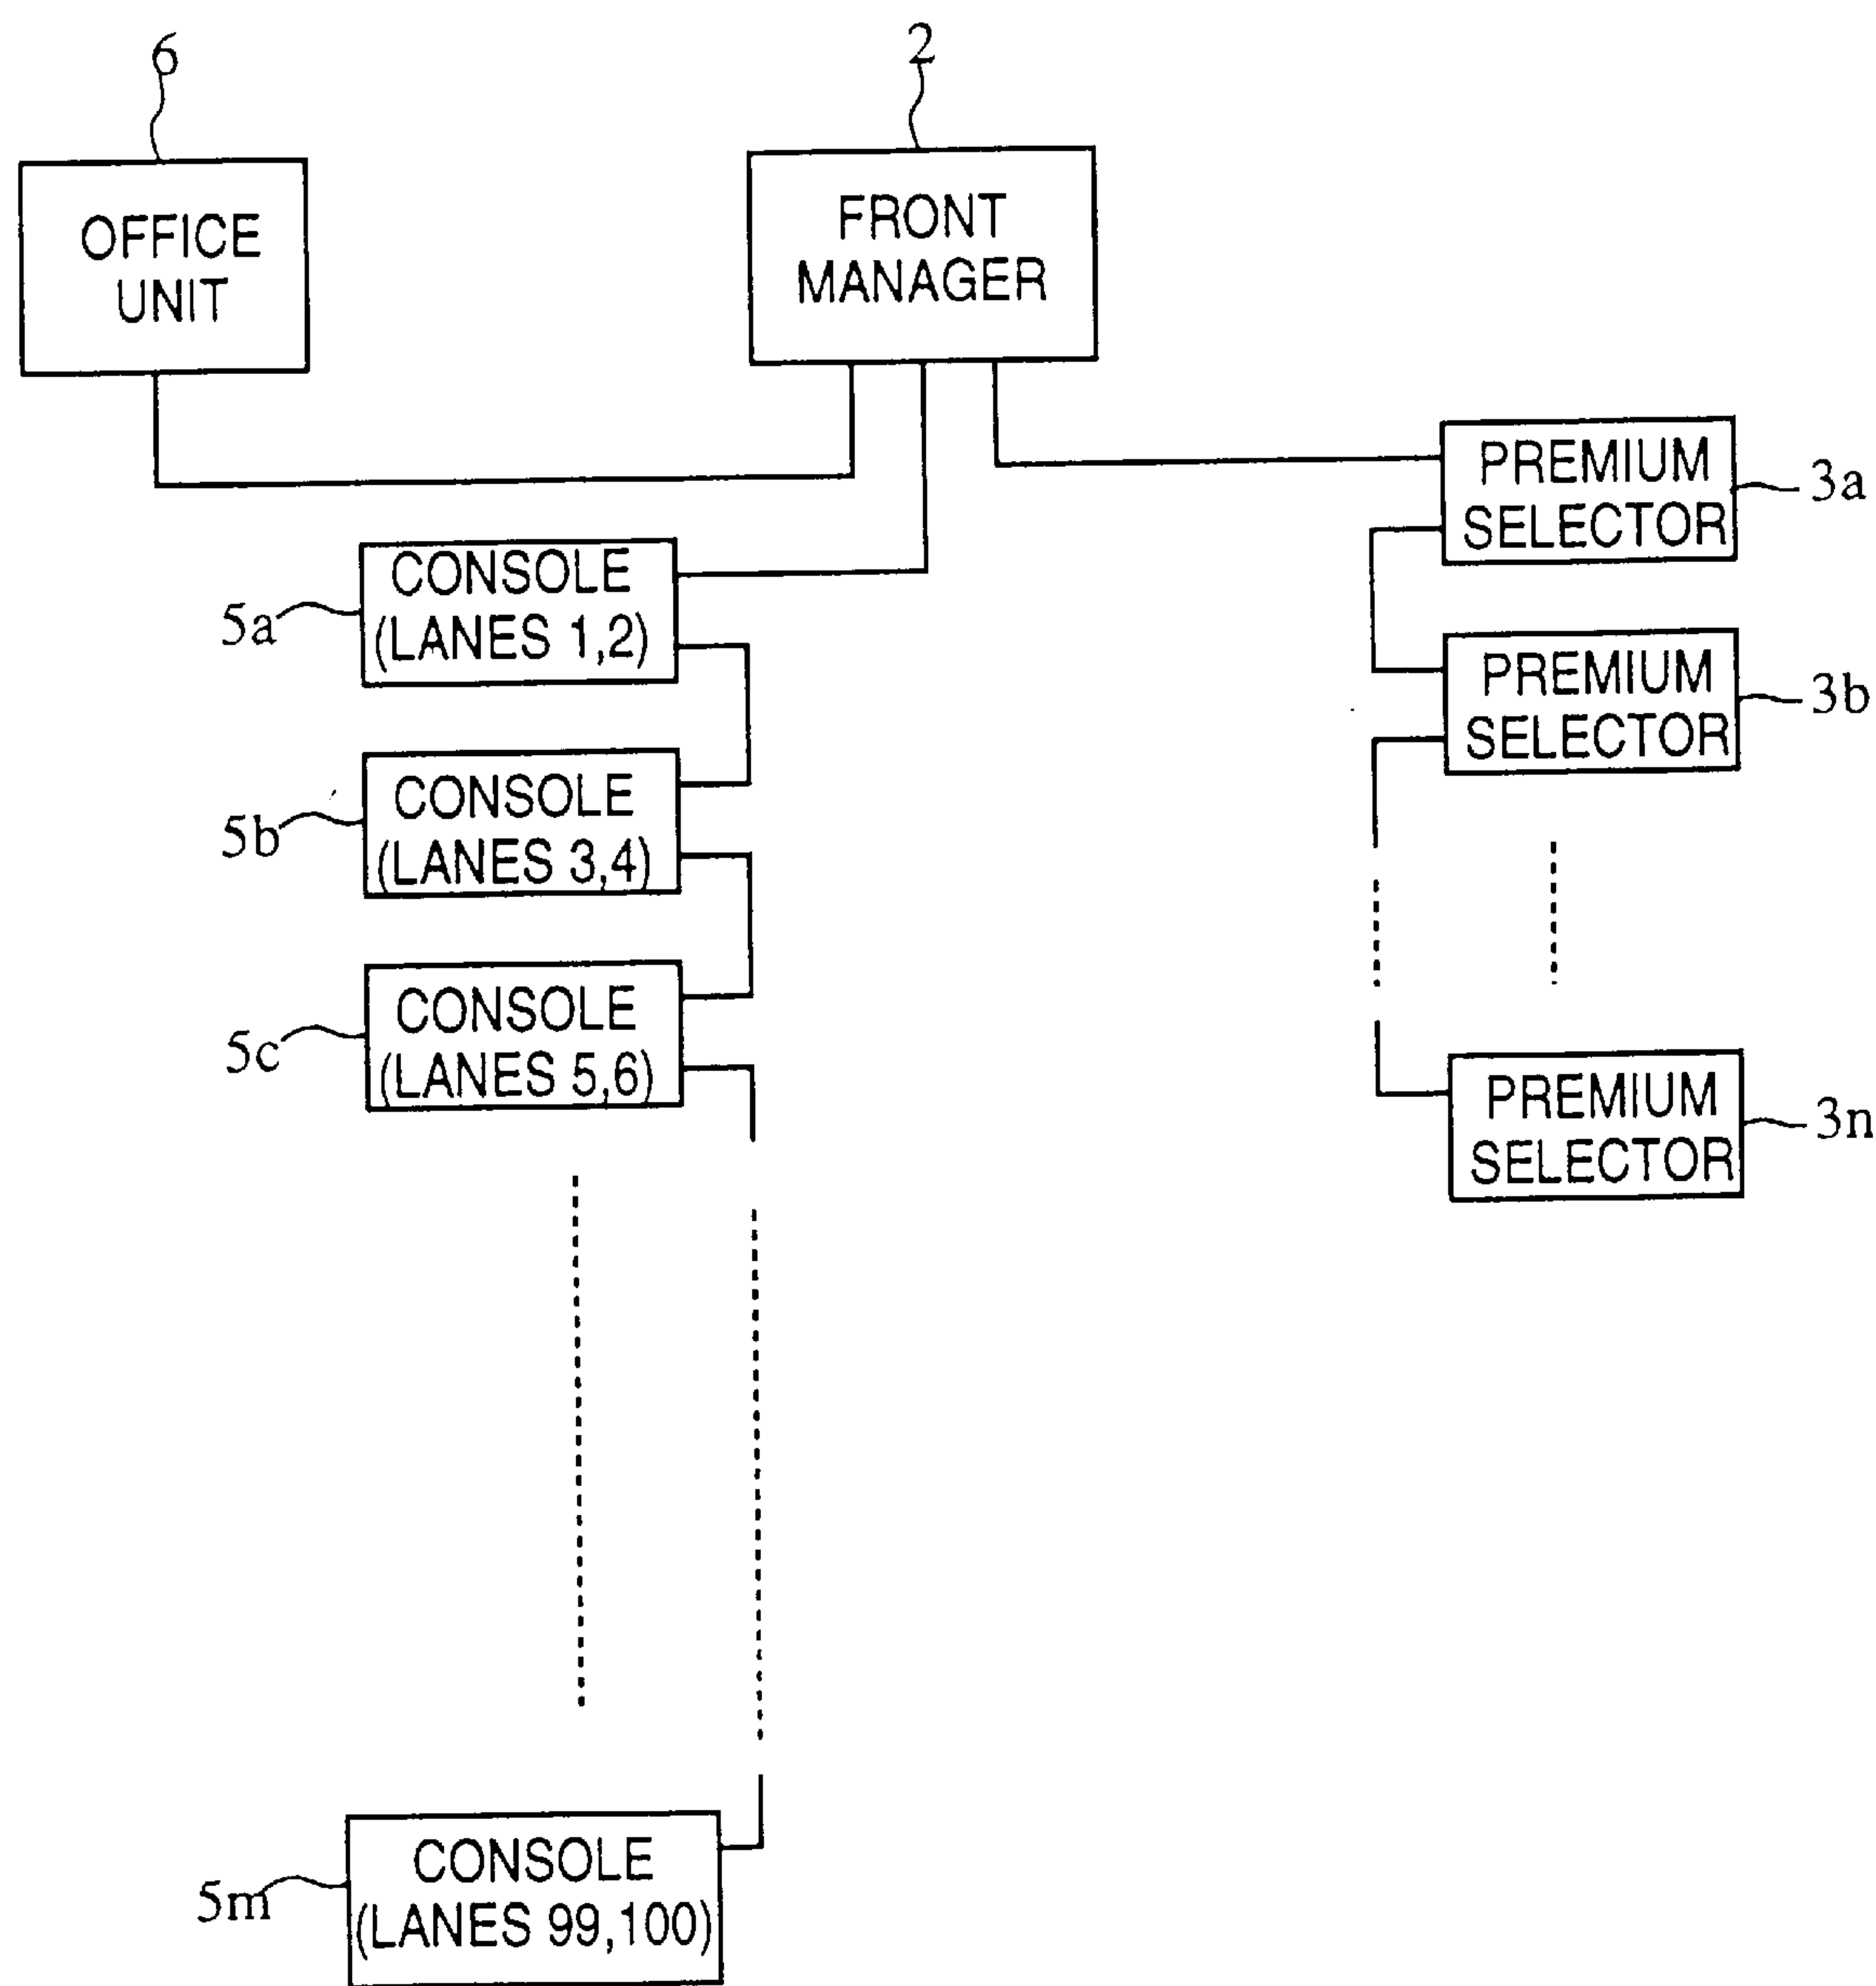 6
2
OFFICE
UNIT
FRONT
MANAGER
PREMIUM
SELECTOR
3a
CONSOLE
(LANES 1,2)
5a
PREMIUM
SELECTOR
3b
CONSOLE
(LANES 3,4)
5b
CONSOLE
(LANES 5,6)
5c
PREMIUM
SELECTOR
3n
CONSOLE
(LANES 99,100)
5m